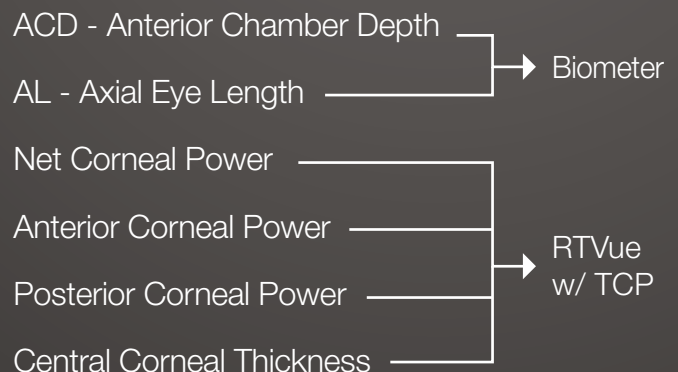 ACD - Anterior Chamber Depth
AL - Axial Eye Length
Biometer
Net Corneal Power
Anterior Corneal Power
Posterior Corneal Power
Central Corneal Thickness
RTVue
w/ TCP